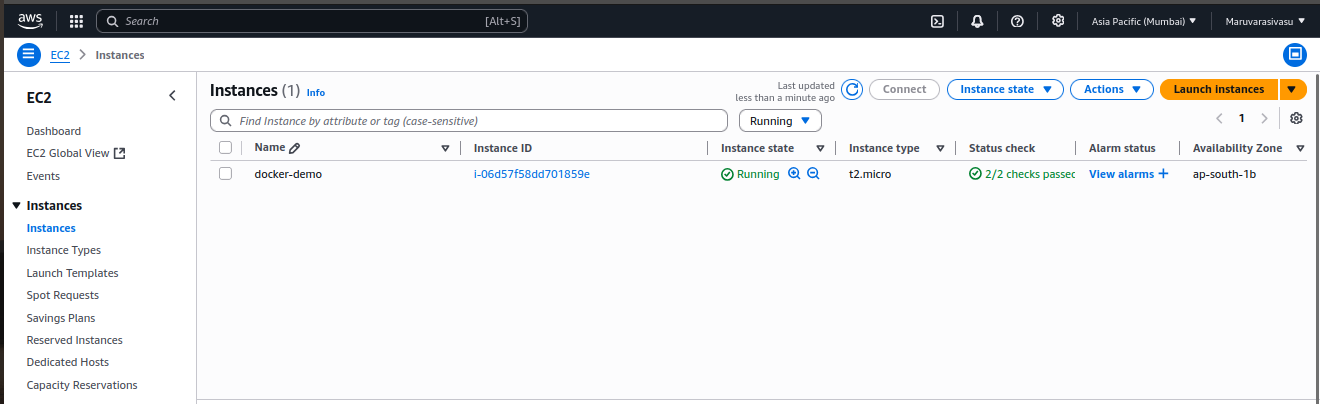 aws
Search [Alt+S]
Asia Pacific (Mumbai)
Maruvarasivasu
EC2 Instances
EC2
Dashboard
EC2 Global View
Events
Instances
Instances
Instance Types
Launch Templates
Spot Requests
Savings Plans
Reserved Instances
Dedicated Hosts
Capacity Reservations
Instances (1) Info
Last updated
less than a minute ago
Connect
Instance state
Actions
Launch instances
Find Instance by attribute or tag (case-sensitive)
Running
1
Name Instance ID Instance state Instance type Status check Alarm status Availability Zone
docker-demo i-06d57f58dd701859e Running t2.micro 2/2 checks passec View alarms + ap-south-1b